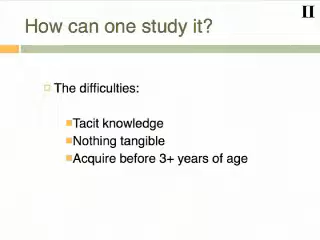 II
How can one study it?
The difficulties:
Tacit knowledge
Nothing tangible
Acquire before 3+ years of age